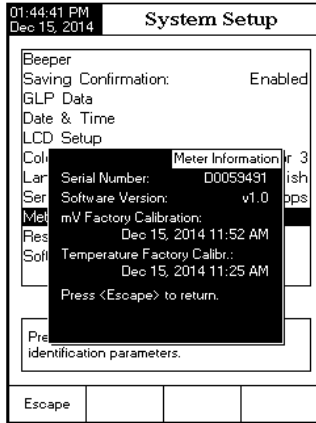 01:44:41 PM
Dec 15, 2014
System Setup
Beeper
Saving Confirmation: Enabled
GLP Data
Date & Time
LCD Setup
Meter Information
Serial Number: D0059491
Software Version: v1.0
mV Factory Calibration:
Dec 15, 2014 11:52 AM
Temperature Factory Calibr.:
Dec 15, 2014 11:25 AM
Press <Escape> to return.
identification parameters.
Escape